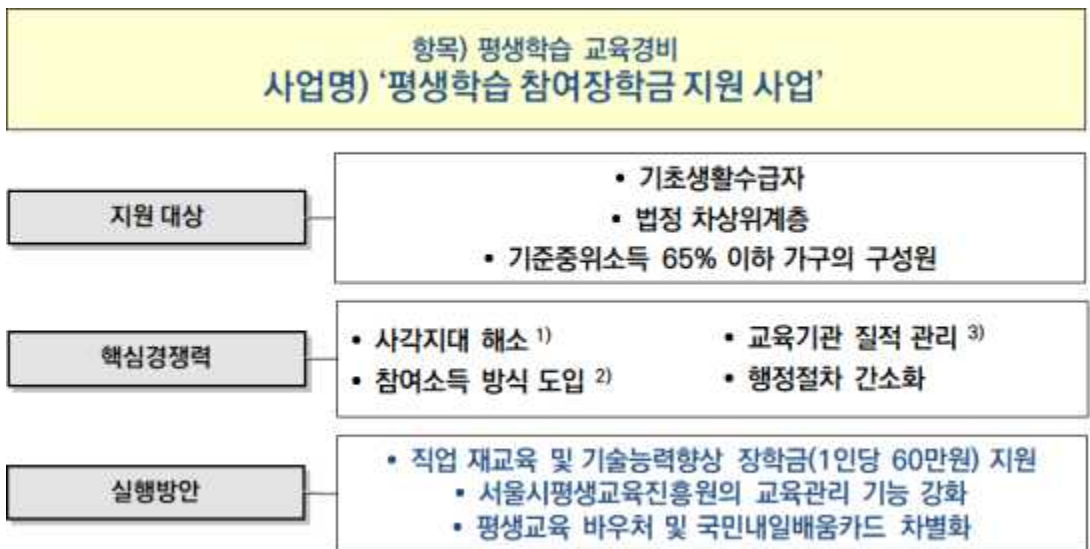 항목) 평생학습 교육경비
사업명) ‘평생학습 참여장학금 지원 사업’
지원 대상
• 기초생활수급자
• 법정 차상위계층
• 기준중위소득 65% 이하 가구의 구성원
핵심경쟁력
• 사각지대 해소 1)
• 참여소득 방식 도입 2)
• 교육기관 질적 관리 3)
• 행정절차 간소화
실행방안
• 직업 재교육 및 기술능력향상 장학금(1인당 60만원) 지원
• 서울시평생교육진흥원의 교육관리 기능 강화
• 평생교육 바우처 및 국민내일배움카드 차별화